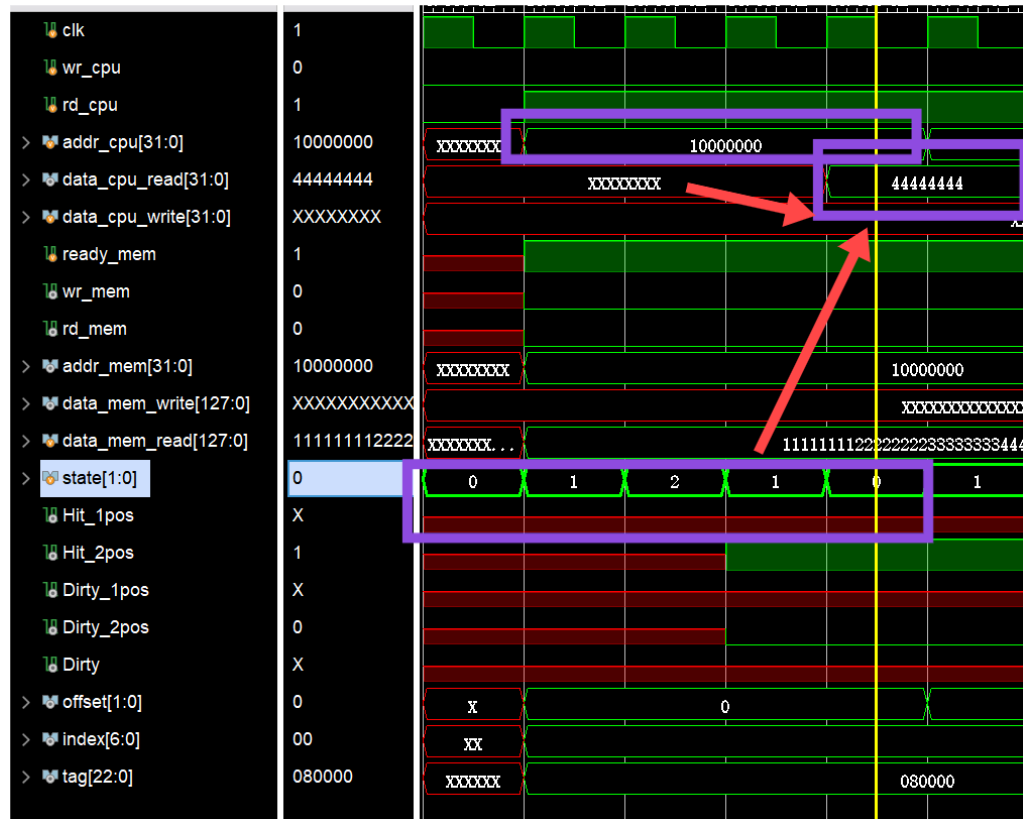 clk 1
wr_cpu 0
rd_cpu 1
addr_cpu[31:0] 10000000 XXXXXXXX 10000000
data_cpu_read[31:0] 44444444 XXXXXXXX 44444444
data_cpu_write[31:0] XXXXXXXX
ready_mem 1
wr_mem 0
rd_mem 0
addr_mem[31:0] 10000000 XXXXXXXX 10000000
data_mem_write[127:0] XXXXXXXXXXX XXXXXXXXXXXXXX
data_mem_read[127:0] 111111112222 XXXXXXX... 111111112222222233333333444
state[1:0] 0 0 1 2 1 0 1
Hit_1pos X
Hit_2pos 1
Dirty_1pos X
Dirty_2pos 0
Dirty X
offset[1:0] 0 X 0
index[6:0] 00 XX
tag[22:0] 080000 XXXXXX 080000